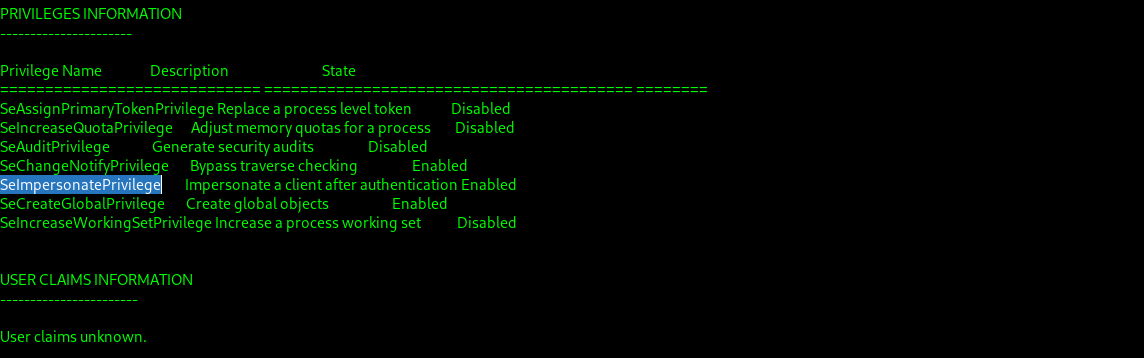 PRIVILEGES INFORMATION
----------------------
Privilege Name Description State
============================= ========================================= ========
SeAssignPrimaryTokenPrivilege Replace a process level token Disabled
SeIncreaseQuotaPrivilege Adjust memory quotas for a process Disabled
SeAuditPrivilege Generate security audits Disabled
SeChangeNotifyPrivilege Bypass traverse checking Enabled
SeImpersonatePrivilege Impersonate a client after authentication Enabled
SeCreateGlobalPrivilege Create global objects Enabled
SeIncreaseWorkingSetPrivilege Increase a process working set Disabled
USER CLAIMS INFORMATION
-----------------------
User claims unknown.